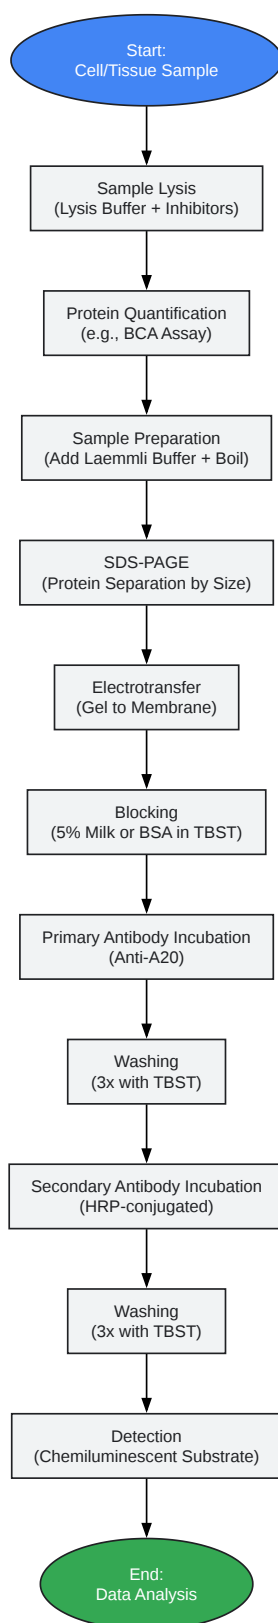 Start:
Cell/Tissue Sample
Sample Lysis
(Lysis Buffer + Inhibitors)
Protein Quantification
(e.g., BCA Assay)
Sample Preparation
(Add Laemmli Buffer + Boil)
SDS-PAGE
(Protein Separation by Size)
Electrotransfer
(Gel to Membrane)
Blocking
(5% Milk or BSA in TBST)
Primary Antibody Incubation
(Anti-A20)
Washing
(3x with TBST)
Secondary Antibody Incubation
(HRP-conjugated)
Washing
(3x with TBST)
Detection
(Chemiluminescent Substrate)
End:
Data Analysis